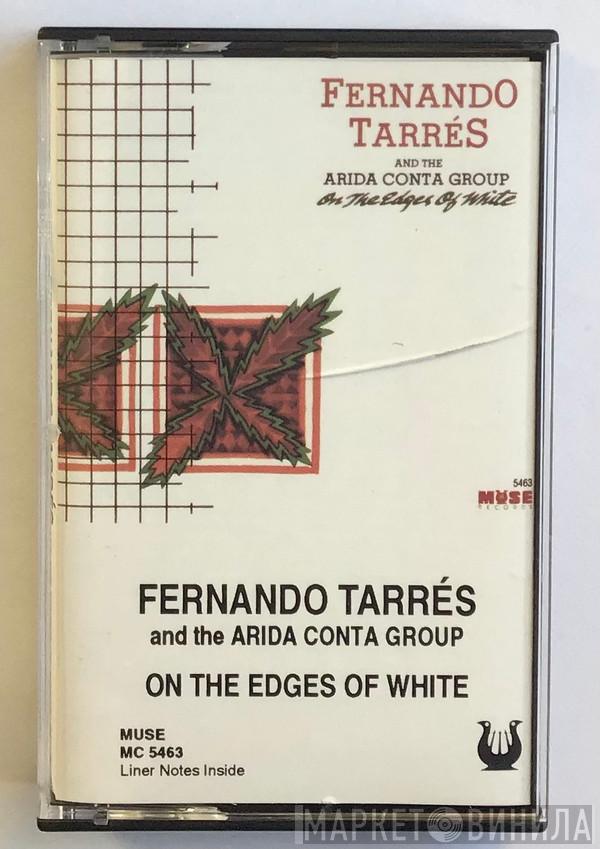 FERNANDO
TARRÉS
AND THE
ARIDA CONTA GROUP
On The Edges Of White
5463
MUSE
RECORDS
FERNANDO TARRÉS
and the ARIDA CONTA GROUP
ON THE EDGES OF WHITE
MUSE
MC 5463
Liner Notes Inside
МАРКЕТ ВИНИЛА